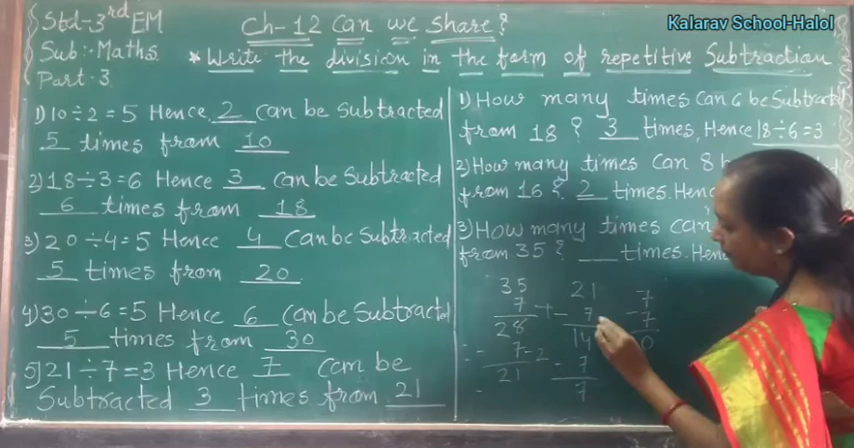 Std-3rd EM
Sub:- Maths
Part-3
Ch-12 Can we Share?
Kalarav School-Halol
* Write the division in the form of repetitive Subtraction
1) 10÷2=5 Hence 2 can be Subtracted
5 times from 10
2) 18÷3=6 Hence 3 can be Subtracted
6 times from 18
3) 20÷4=5 Hence 4 can be Subtracted
5 times from 20
4) 30÷6=5 Hence 6 can be Subtracted
5 times from 30
5) 21÷7=3 Hence 7 can be
Subtracted 3 times from 21
1) How many times can 6 be Subtracted
from 18? 3 times, Hence 18÷6=3
2) How many times can 8
from 16? 2 times. Hence
3) How many times can
from 35? __ times. Hence
35 21 7
7 + - 7 - 7
28 14 0
- 7 - 2 - 7
21 7